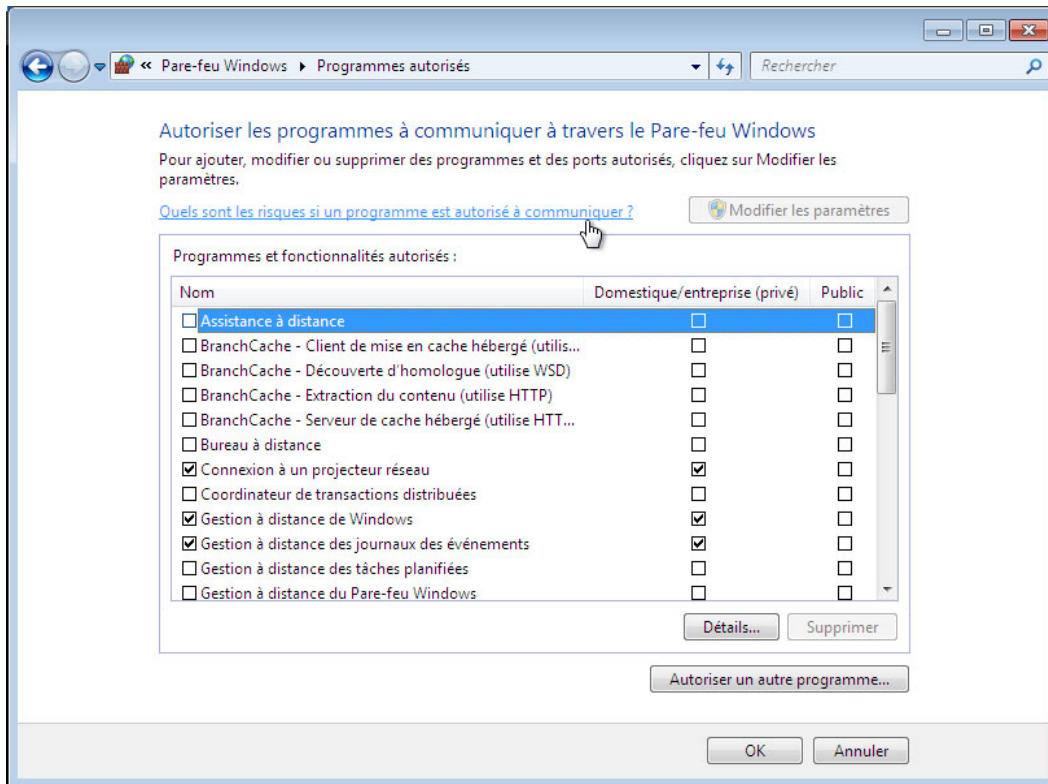 « Pare-feu Windows ▸ Programmes autorisés
Rechercher
Autoriser les programmes à communiquer à travers le Pare-feu Windows
Pour ajouter, modifier ou supprimer des programmes et des ports autorisés, cliquez sur Modifier les
paramètres.
Quels sont les risques si un programme est autorisé à communiquer ?
Modifier les paramètres
Programmes et fonctionnalités autorisés :
Nom Domestique/entreprise (privé) Public
Assistance à distance
BranchCache - Client de mise en cache hébergé (utilis...
BranchCache - Découverte d'homologue (utilise WSD)
BranchCache - Extraction du contenu (utilise HTTP)
BranchCache - Serveur de cache hébergé (utilise HTT...
Bureau à distance
Connexion à un projecteur réseau
Coordinateur de transactions distribuées
Gestion à distance de Windows
Gestion à distance des journaux des événements
Gestion à distance des tâches planifiées
Gestion à distance du Pare-feu Windows
Détails... Supprimer
Autoriser un autre programme...
OK Annuler